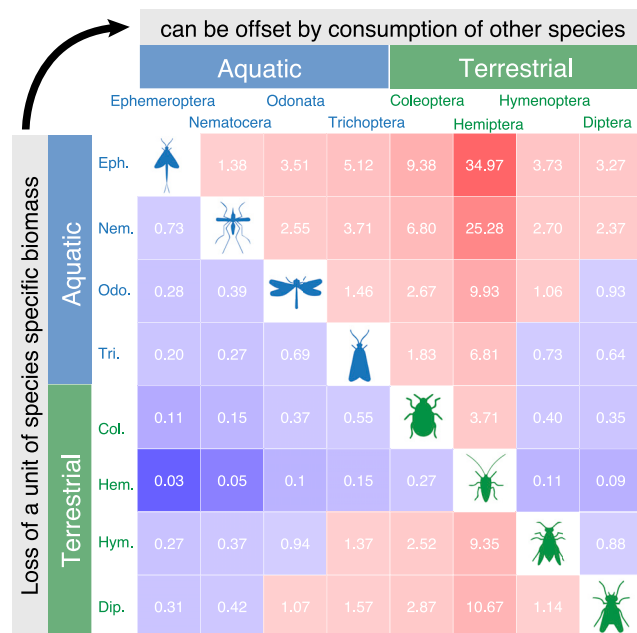 can be offset by consumption of other species
Aquatic Terrestrial
Ephemeroptera Odonata Coleoptera Hymenoptera
Nematocera Trichoptera Hemiptera Diptera
Loss of a unit of species specific biomass
Aquatic
Terrestrial
Eph. 1.38 3.51 5.12 9.38 34.97 3.73 3.27
Nem. 0.73 2.55 3.71 6.80 25.28 2.70 2.37
Odo. 0.28 0.39 1.46 2.67 9.93 1.06 0.93
Tri. 0.20 0.27 0.69 1.83 6.81 0.73 0.64
Col. 0.11 0.15 0.37 0.55 3.71 0.40 0.35
Hem. 0.03 0.05 0.1 0.15 0.27 0.11 0.09
Hym. 0.27 0.37 0.94 1.37 2.52 9.35 0.88
Dip. 0.31 0.42 1.07 1.57 2.87 10.67 1.14